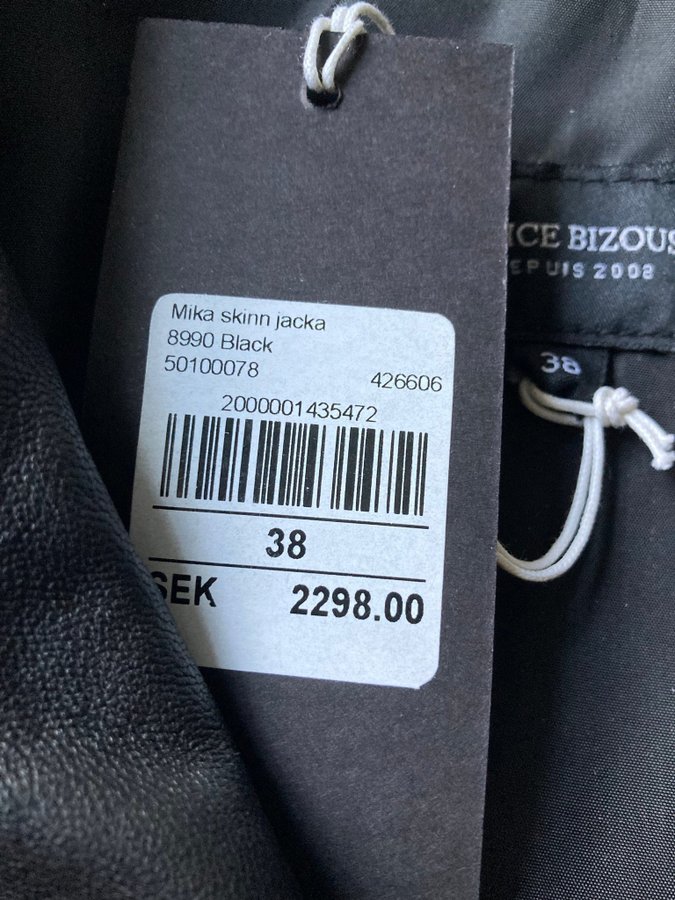 Mika skinn jacka
8990 Black
50100078
426606
2000001435472
38
SEK 2298.00
ICE BIZOUS
EPUIS 2008
38